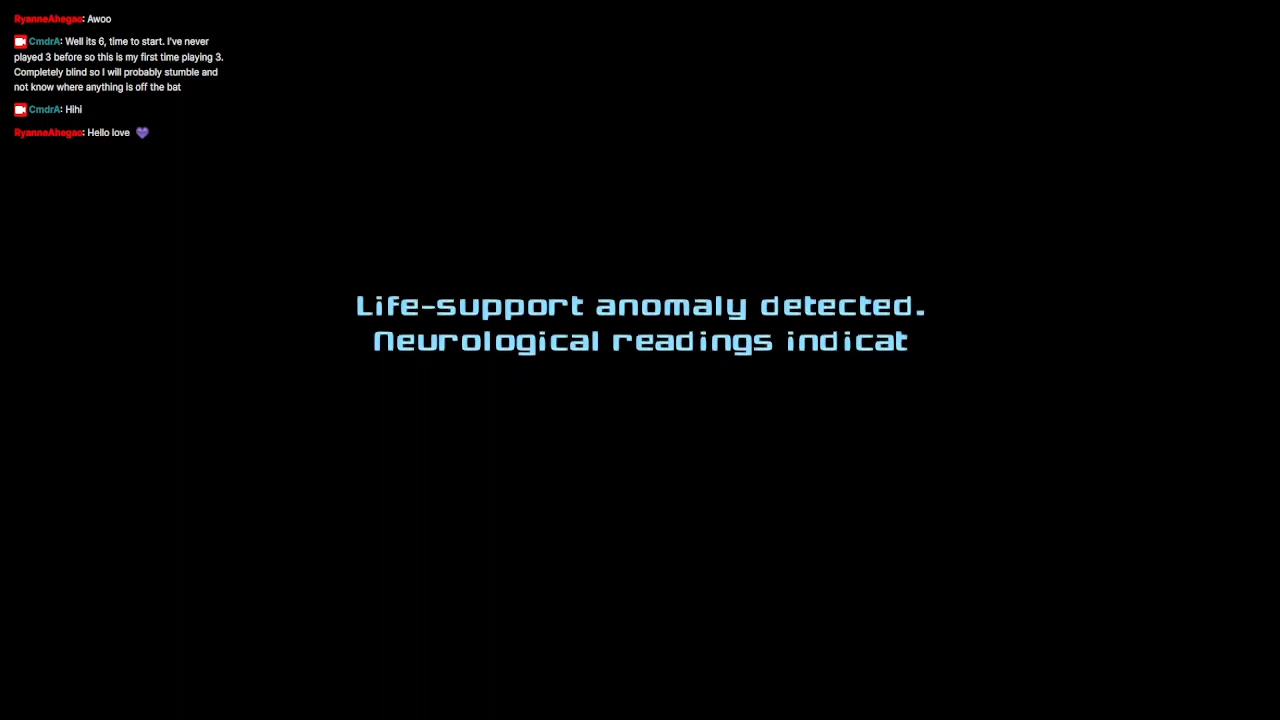 RyanneAhegao: Awoo
CmdrA: Well its 6, time to start. I've never
played 3 before so this is my first time playing 3.
Completely blind so I will probably stumble and
not know where anything is off the bat
CmdrA: Hihi
RyanneAhegao: Hello love 💜
Life-support anomaly detected.
Neurological readings indicat